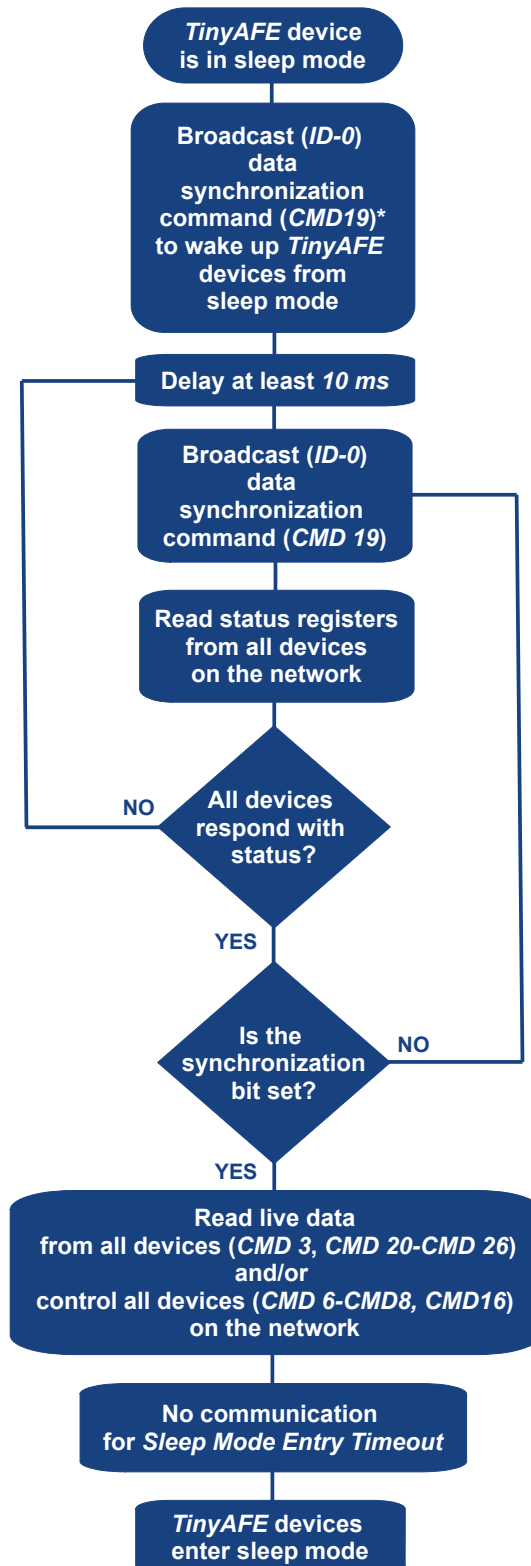 TinyAFE device
is in sleep mode
Broadcast (ID-0)
data
synchronization
command (CMD19)*
to wake up TinyAFE
devices from
sleep mode
Delay at least 10 ms
Broadcast (ID-0)
data
synchronization
command (CMD 19)
Read status registers
from all devices
on the network
NO
All devices
respond with
status?
YES
Is the
synchronization
bit set?
NO
YES
Read live data
from all devices (CMD 3, CMD 20-CMD 26)
and/or
control all devices (CMD 6-CMD8, CMD16)
on the network
No communication
for Sleep Mode Entry Timeout
TinyAFE devices
enter sleep mode